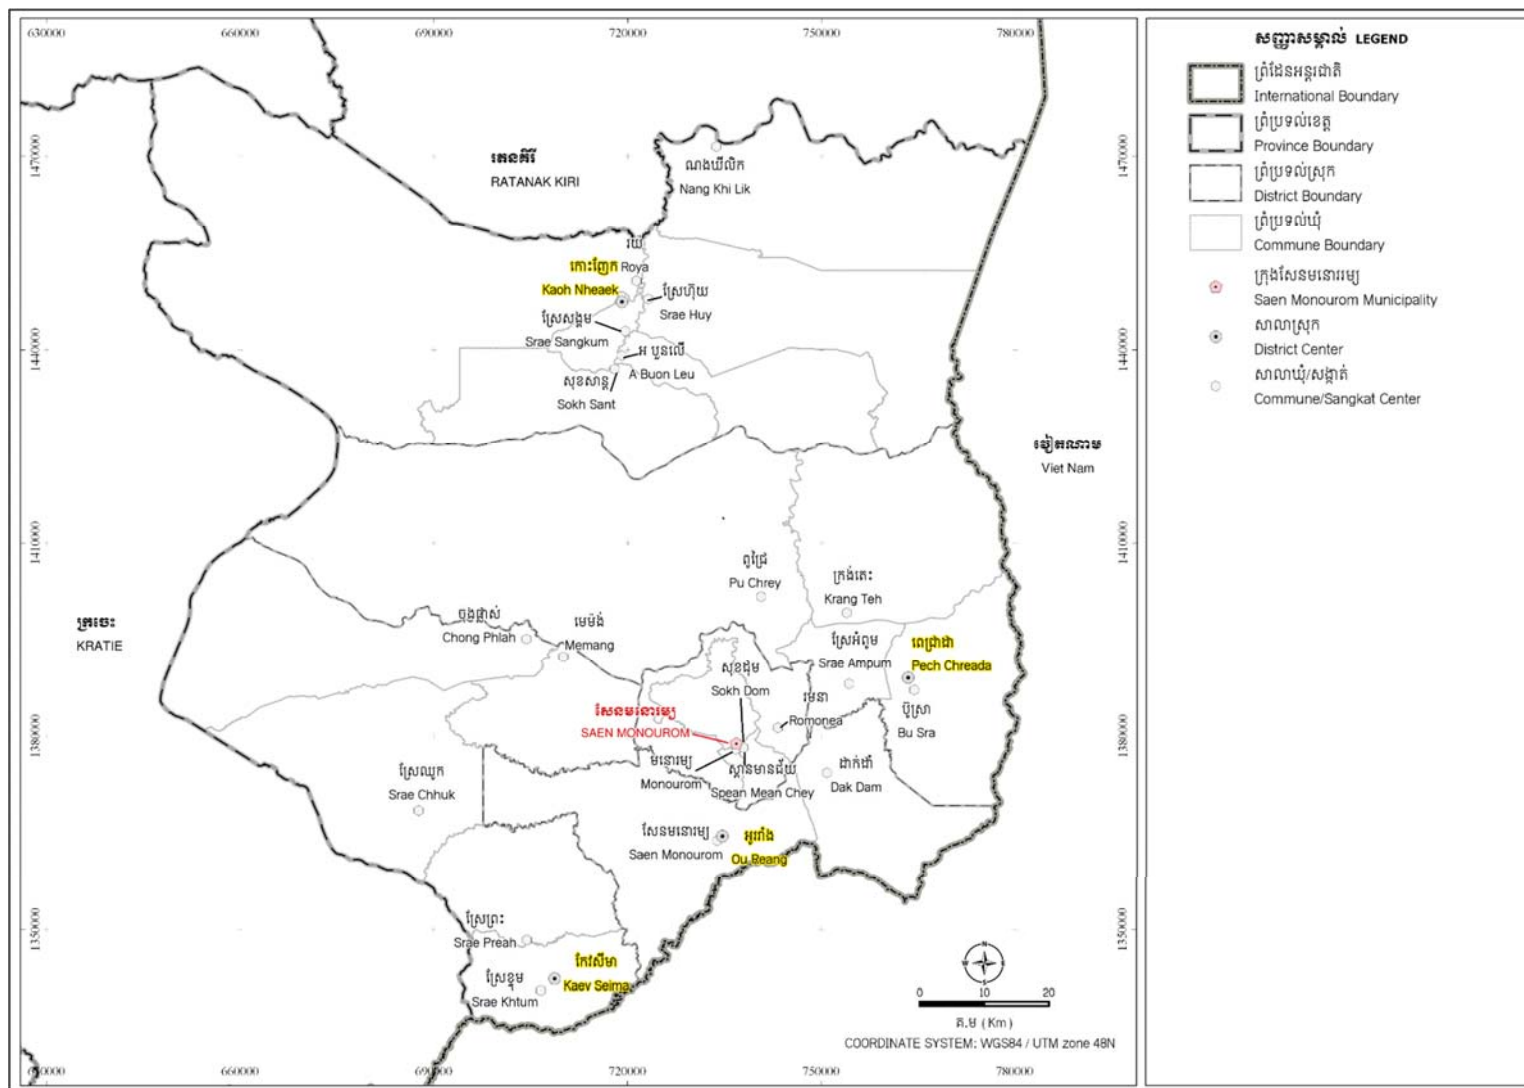 630000
660000
690000
720000
750000
780000
សញ្ញាសម្គាល់ LEGEND
ព្រំដែនអន្តរជាតិ
International Boundary
ព្រំប្រទល់ខេត្ត
Province Boundary
ព្រំប្រទល់ស្រុក
District Boundary
ព្រំប្រទល់ឃុំ
Commune Boundary
ក្រុងសែនមនោរម្យ
Saen Monourom Municipality
សាលាស្រុក
District Center
សាលាឃុំ/សង្កាត់
Commune/Sangkat Center
1470000
1470000
រតនគិរី
RATANAK KIRI
ណងឃីលិក
Nang Khi Lik
រយ៉
Roya
កោះញែក
Kaoh Nheaek
ស្រែហ៊ុយ
Srae Huy
ស្រែសង្គម
Srae Sangkum
1440000
1440000
អ បួនលើ
A Buon Leu
សុខសាន្ត
Sokh Sant
វៀតណាម
Viet Nam
1410000
1410000
ពូជ្រៃ
Pu Chrey
ក្រង់តេះ
Krang Teh
ក្រចេះ
KRATIE
ចុងផ្លាស់
Chong Phlah
មេម៉ង់
Memang
ស្រែអំពូម
Srae Ampum
ពេជ្រាដា
Pech Chreada
សុខដុម
Sokh Dom
រមនា
Romonea
ប៊ូស្រា
Bu Sra
សែនមនោរម្យ
SAEN MONOUROM
1380000
1380000
មនោរម្យ
Monourom
ស្ពានមានជ័យ
Spean Mean Chey
ដាក់ដាំ
Dak Dam
ស្រែឈូក
Srae Chhuk
សែនមនោរម្យ
Saen Monourom
អូររាំង
Ou Reang
1350000
1350000
ស្រែព្រះ
Srae Preah
កែវសីមា
Kaev Seima
ស្រែខ្ទុម
Srae Khtum
N
W
E
S
0 10 20
គ.ម (Km)
COORDINATE SYSTEM: WGS84 / UTM zone 48N
660000
690000
720000
750000
780000